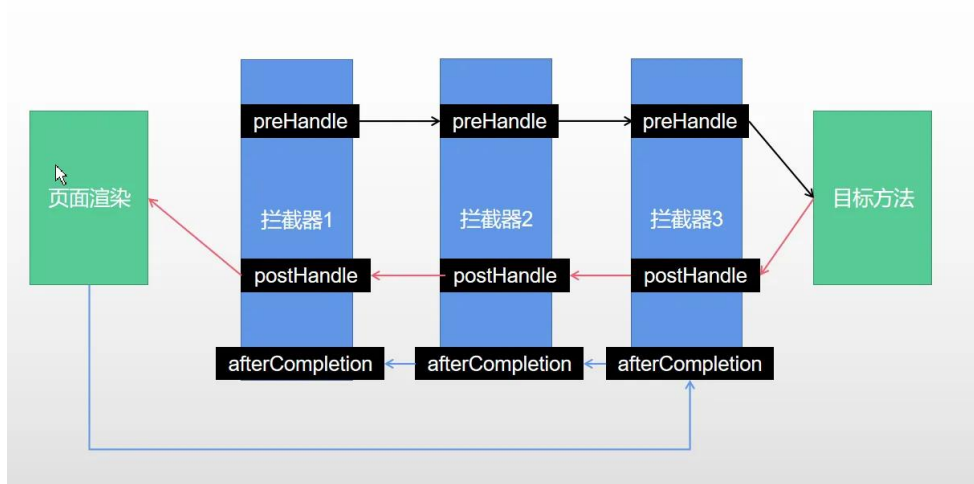 preHandle
preHandle
preHandle
页面渲染
拦截器1
拦截器2
拦截器3
目标方法
postHandle
postHandle
postHandle
afterCompletion
afterCompletion
afterCompletion